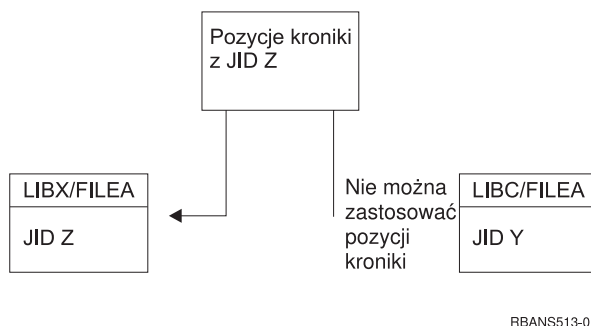 Pozycje kroniki
z JID Z
LIBX/FILEA
JID Z
Nie można
zastosować
pozycji
kroniki
LIBC/FILEA
JID Y
RBANS513-0